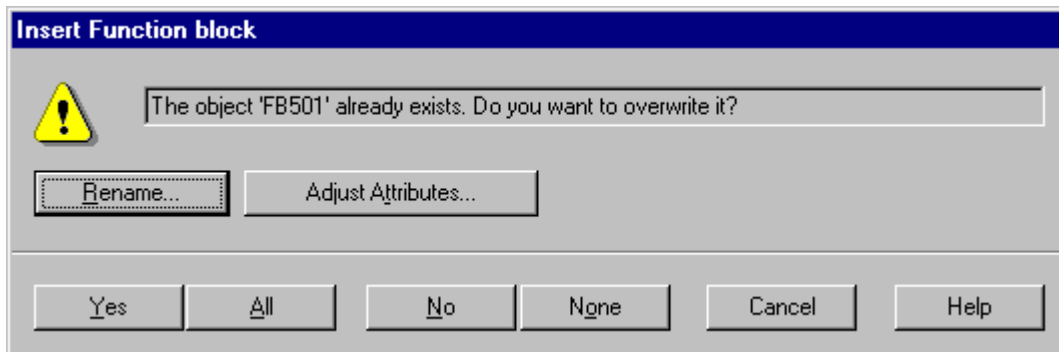 Insert Function block
The object 'FB501' already exists. Do you want to overwrite it?
Rename... Adjust Attributes...
Yes All No None Cancel Help